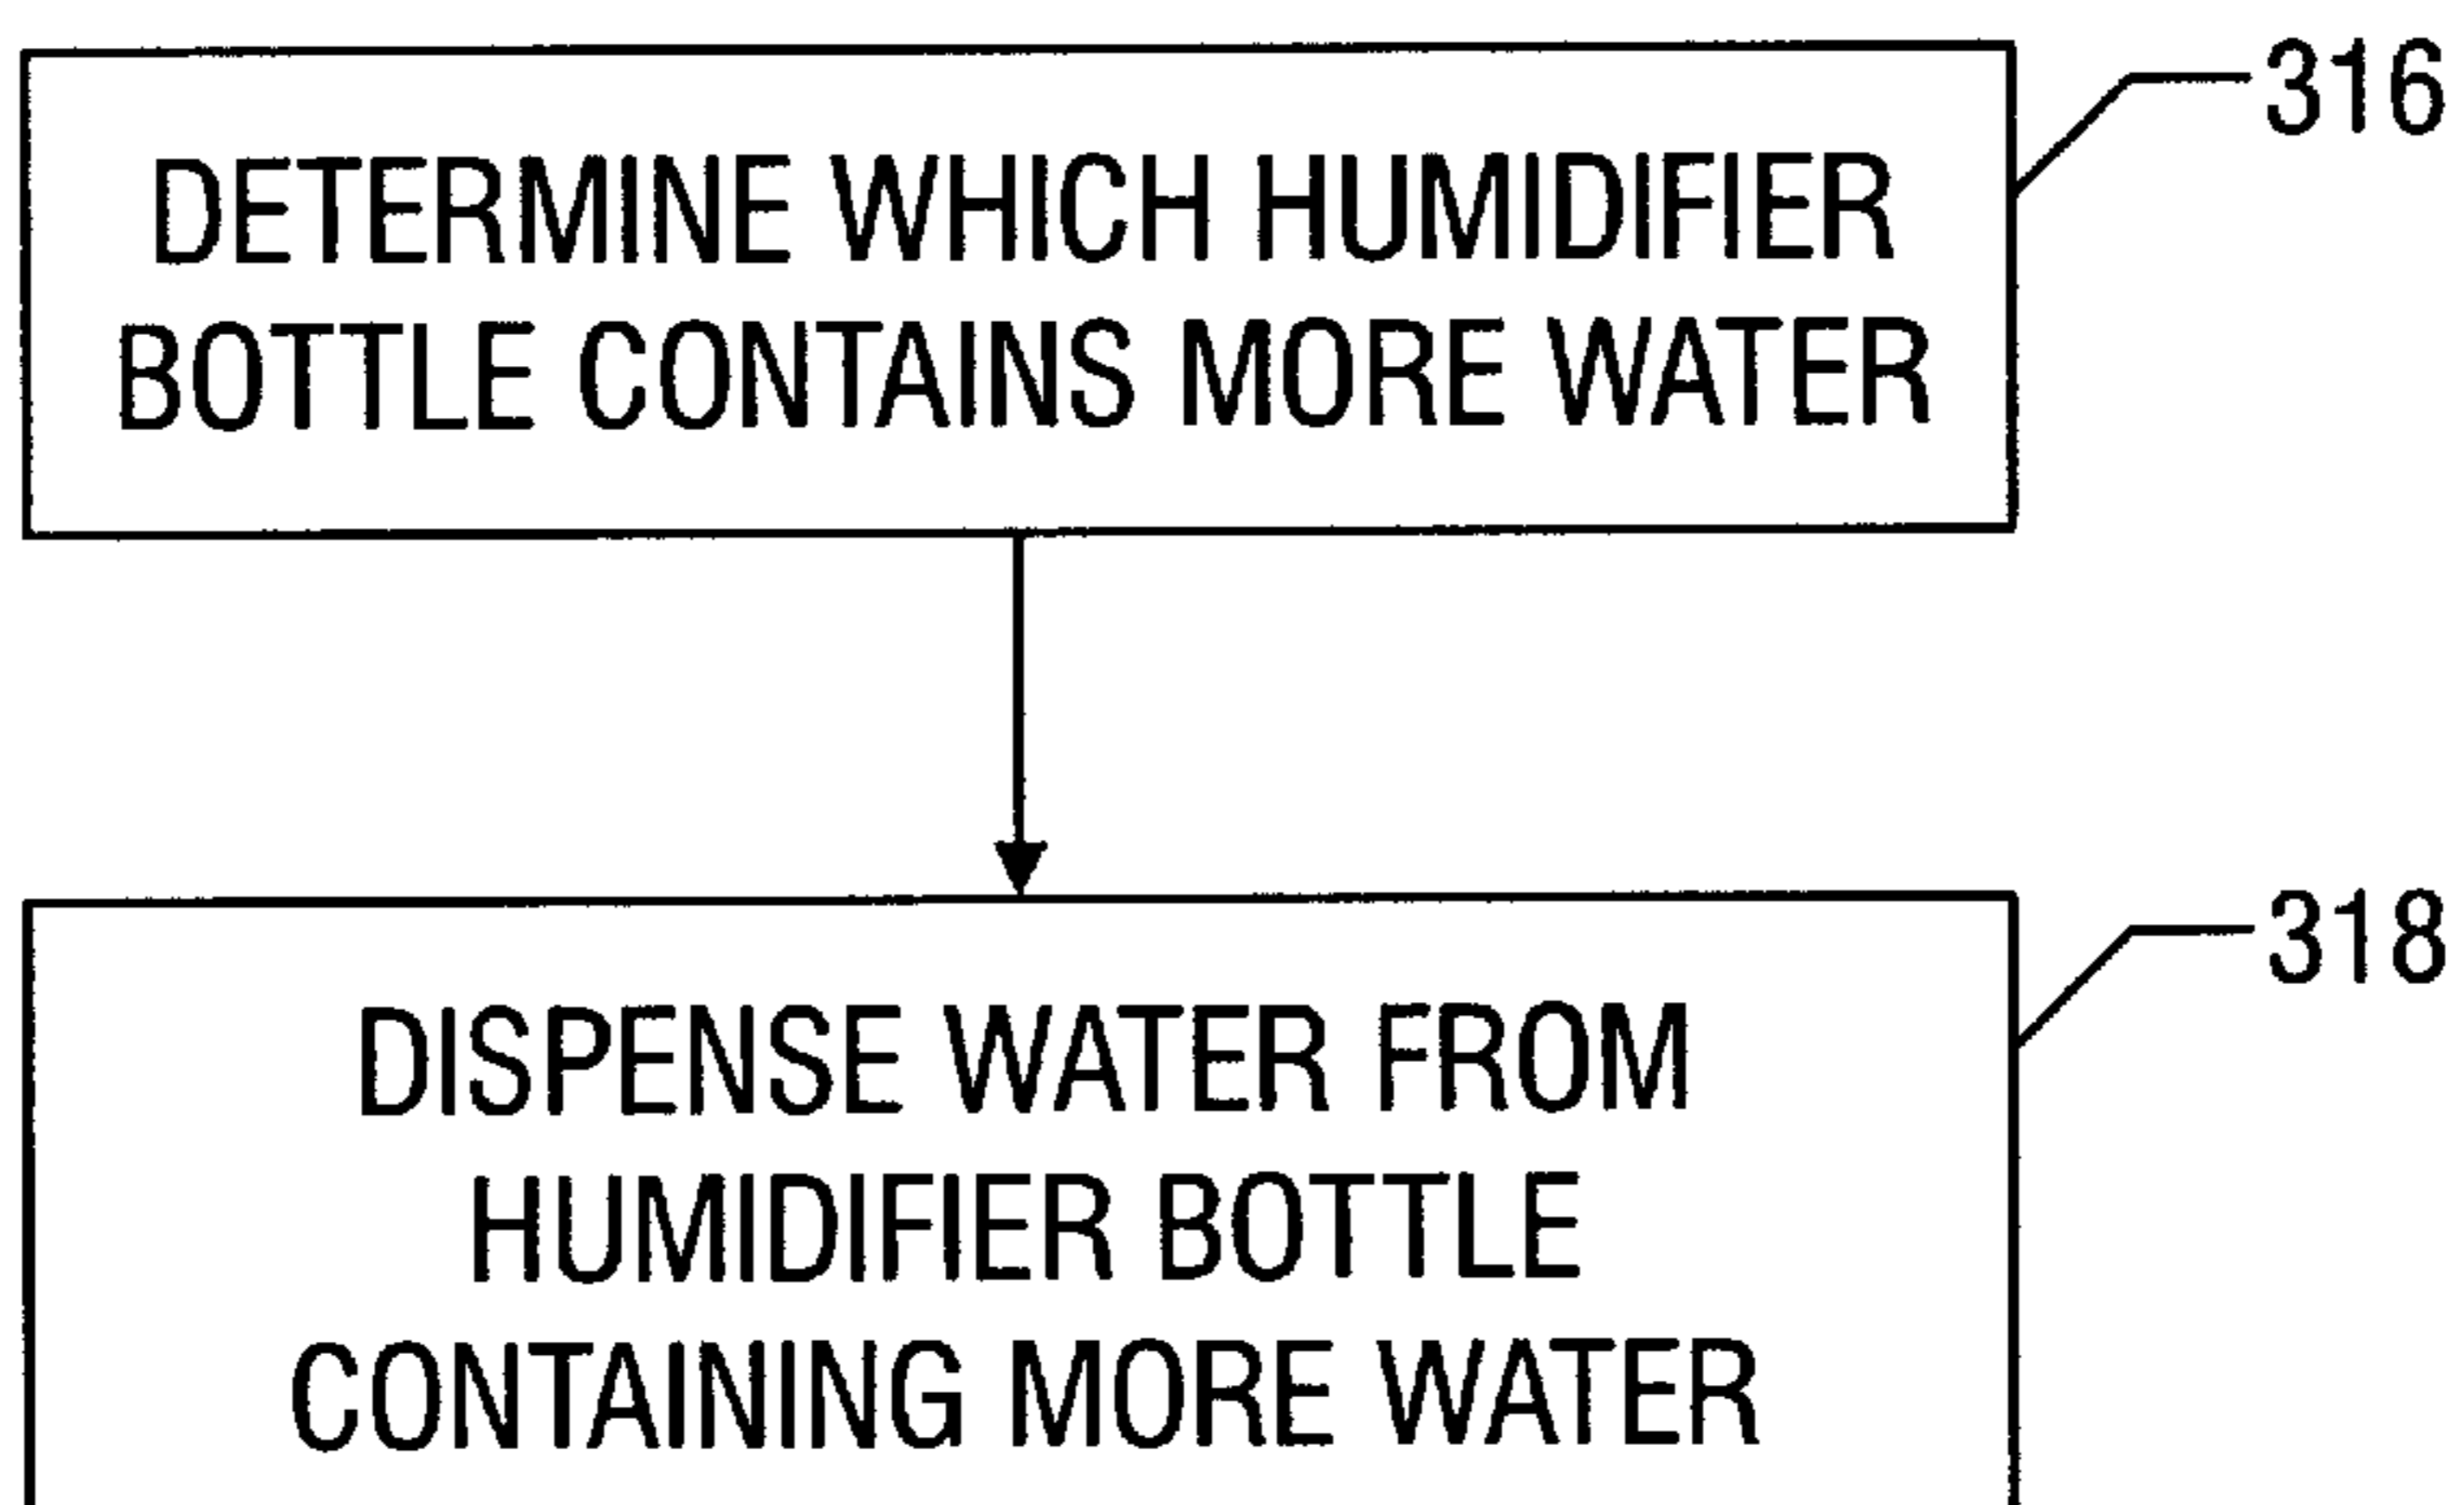 316
DETERMINE WHICH HUMIDIFIER
BOTTLE CONTAINS MORE WATER
318
DISPENSE WATER FROM
HUMIDIFIER BOTTLE
CONTAINING MORE WATER